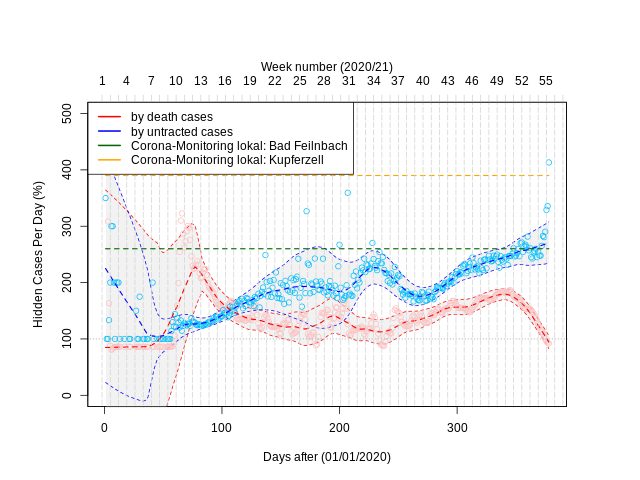 Week number (2020/21)
1 4 7 10 13 16 19 22 25 28 31 34 37 40 43 46 49 52 55
by death cases
by untracted cases
Corona-Monitoring lokal: Bad Feilnbach
Corona-Monitoring lokal: Kupferzell
Hidden Cases Per Day (%)
500
400
300
200
100
0
0 100 200 300
Days after (01/01/2020)